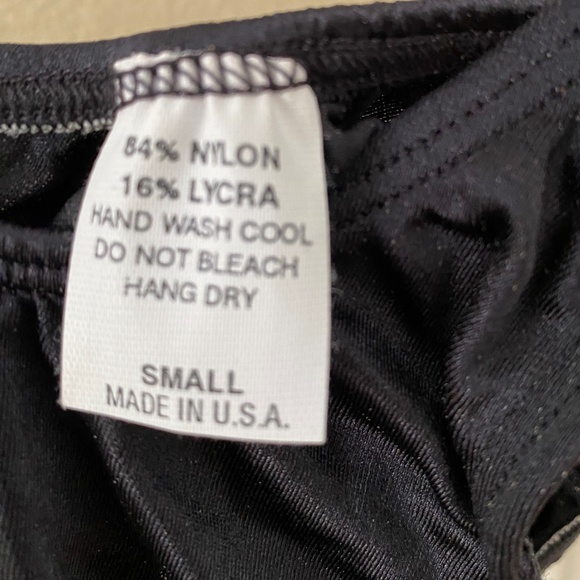 84% NYLON
16% LYCRA
HAND WASH COOL
DO NOT BLEACH
HANG DRY
SMALL
MADE IN U.S.A.